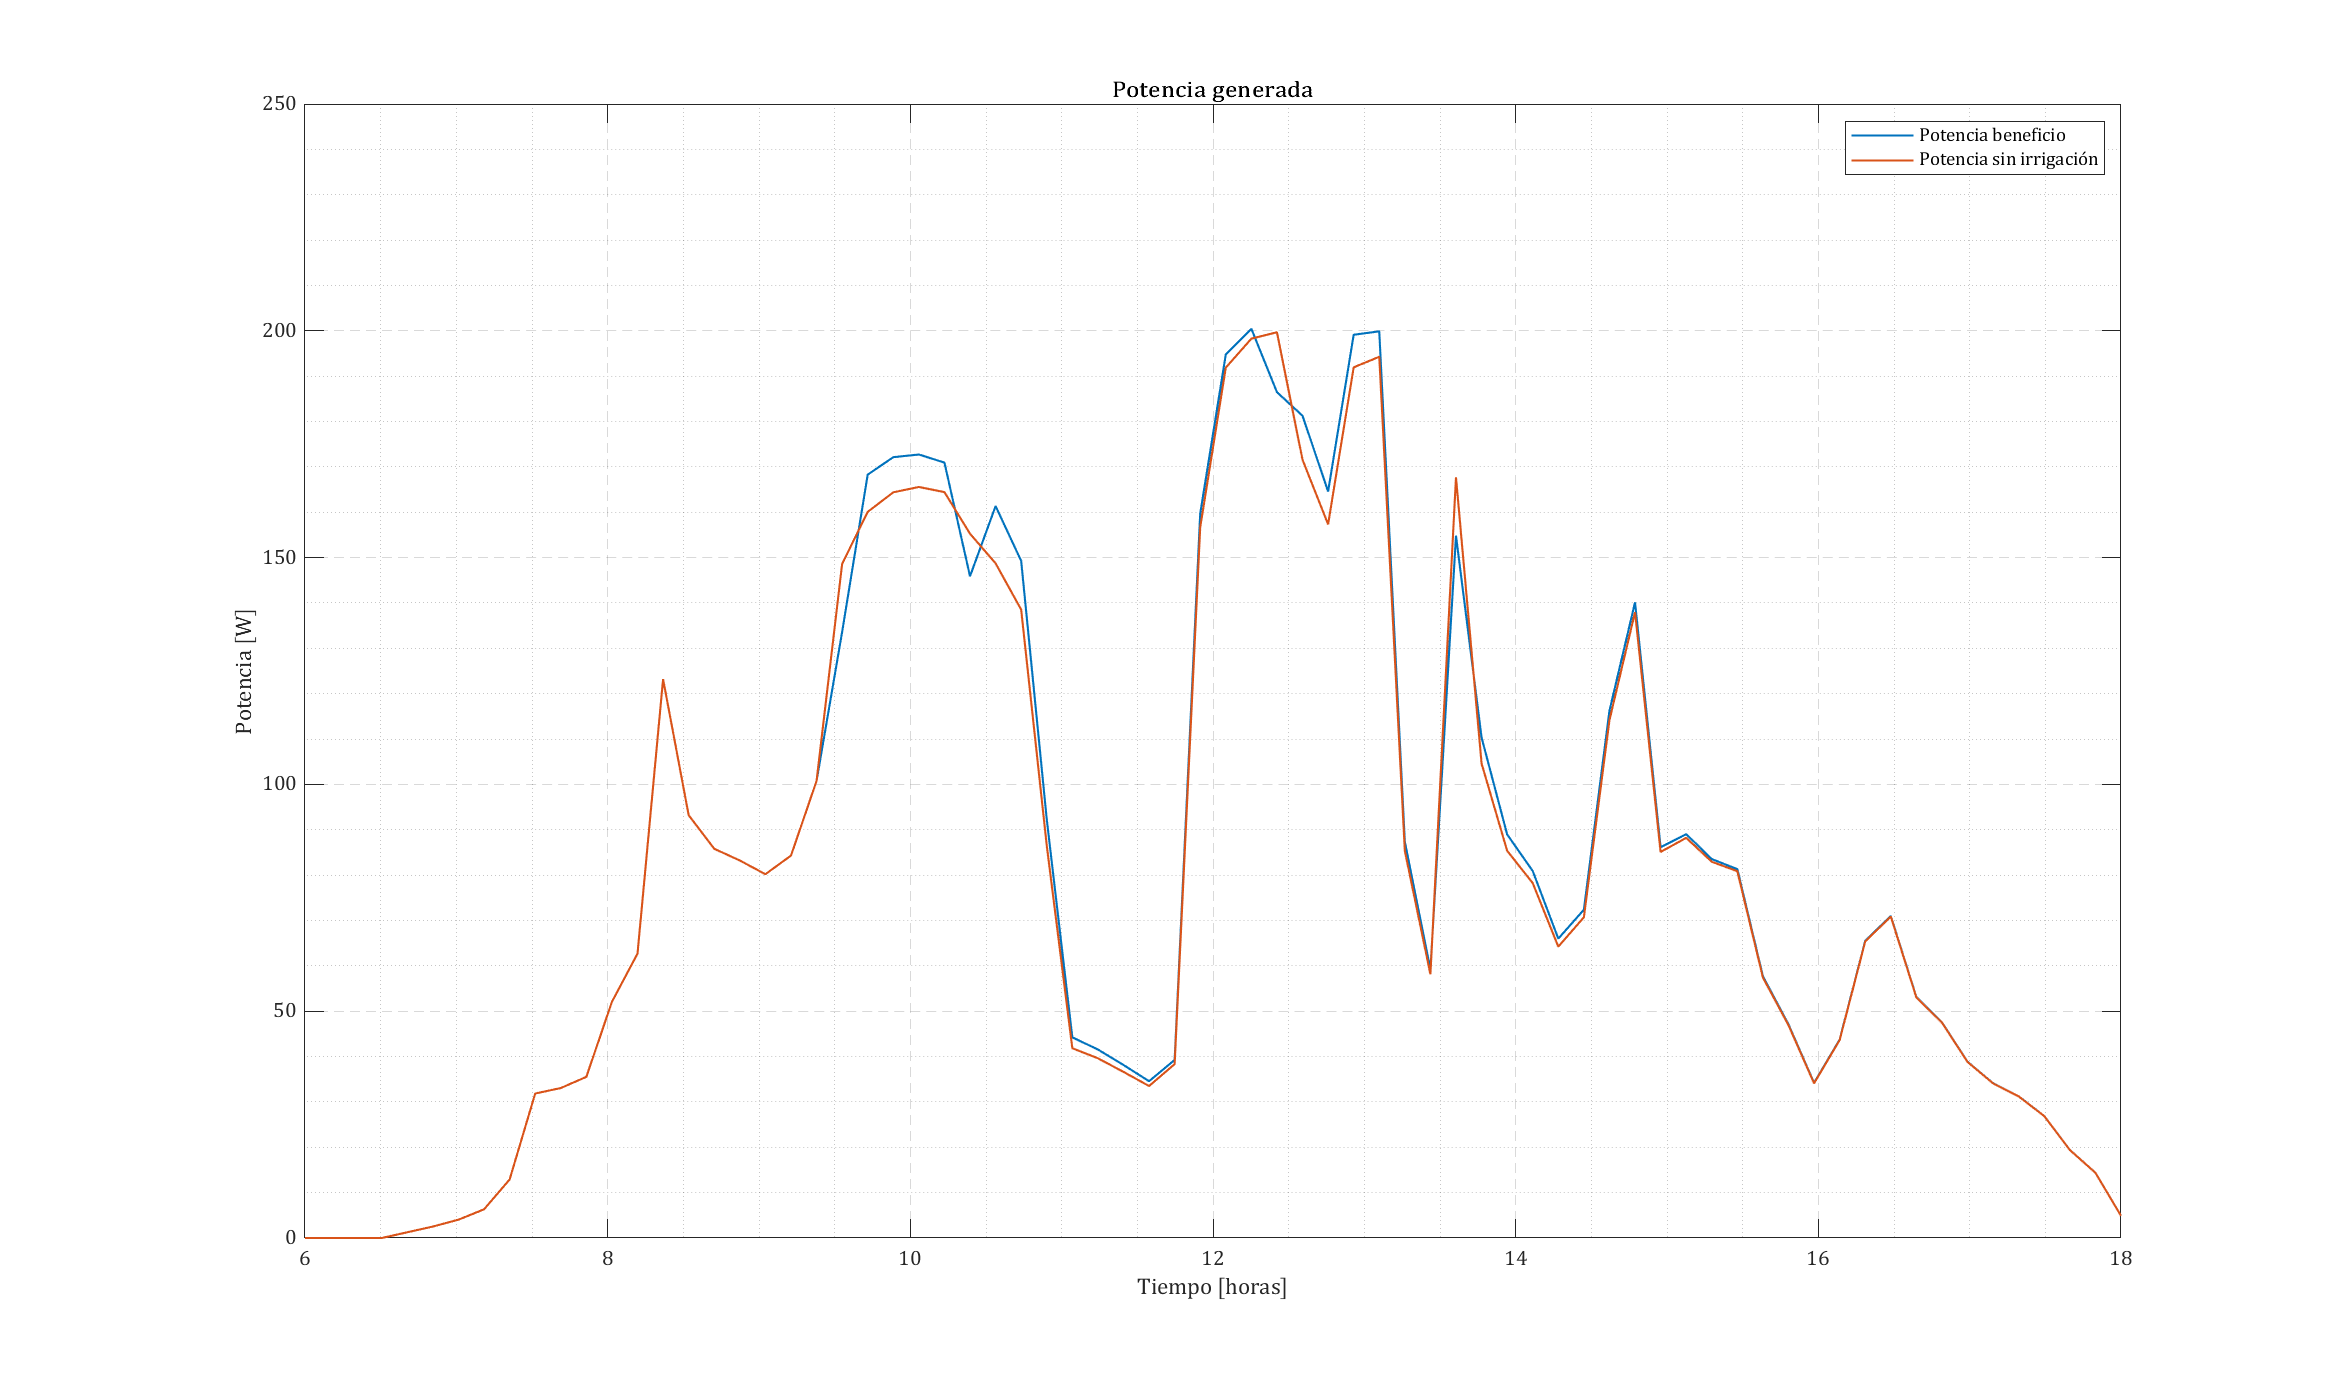 Potencia generada
250
200
150
100
50
0
Potencia [W]
6 8 10 12 14 16 18
Tiempo [horas]
Potencia beneficio
Potencia sin irrigación